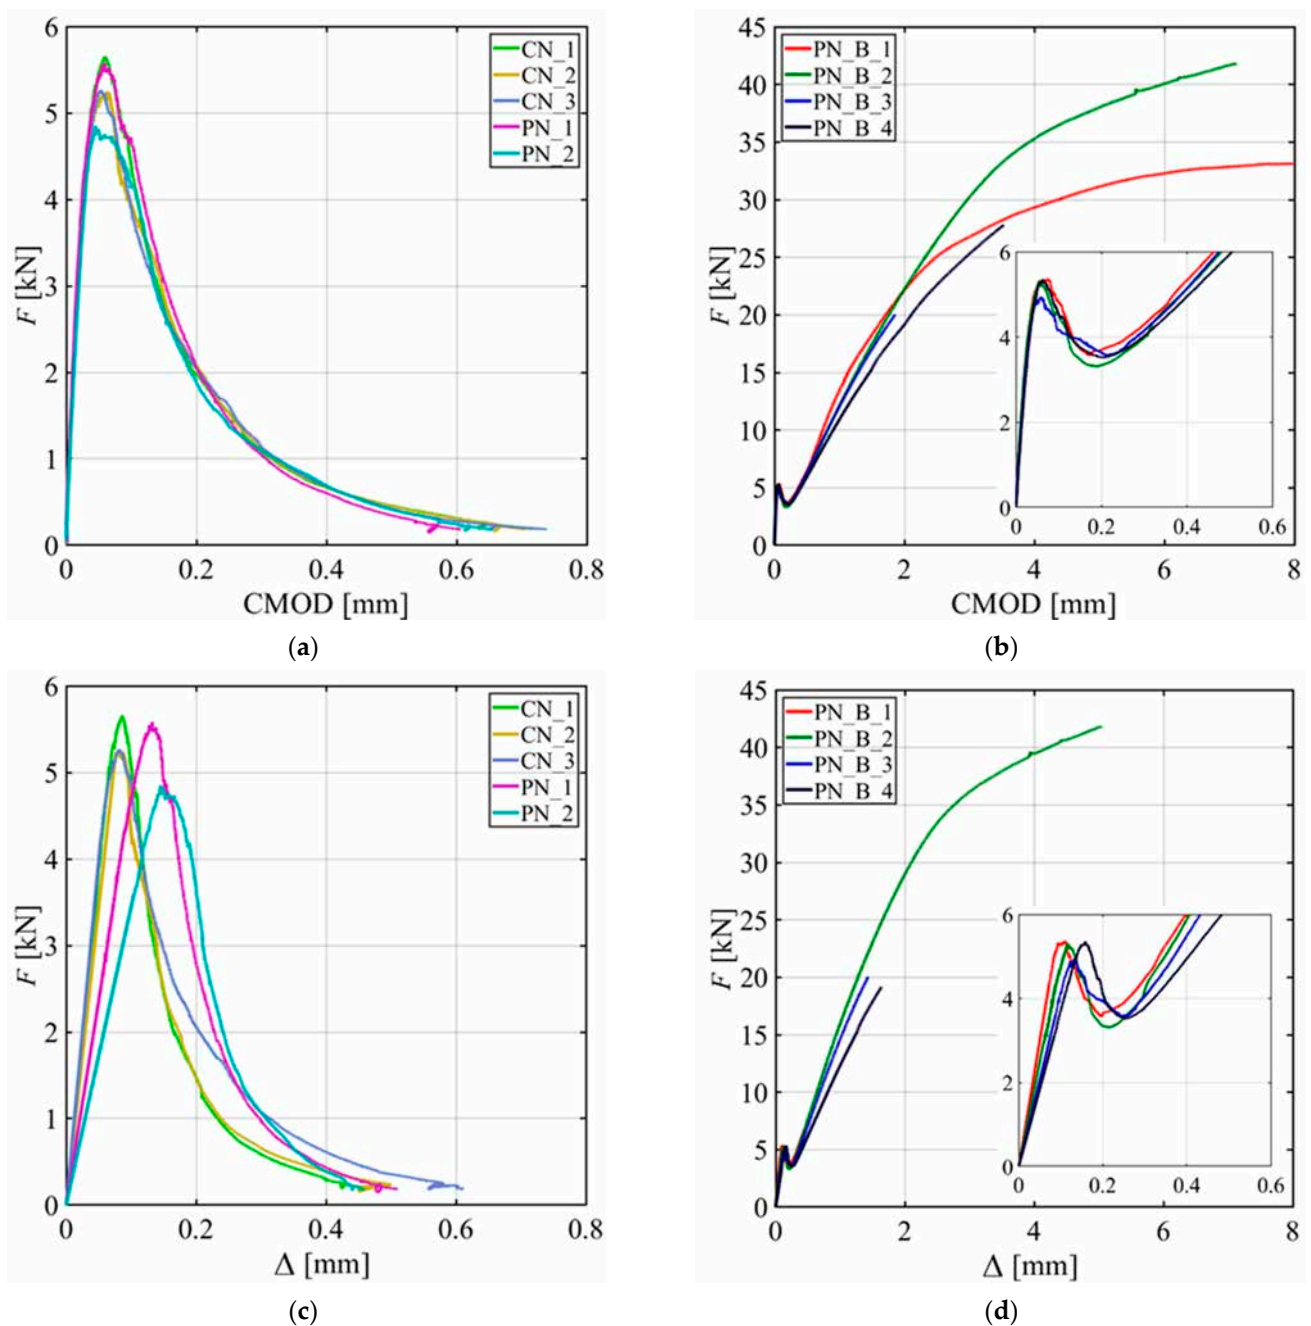 6
5
4
3
2
1
0
F [kN]
CN_1
CN_2
CN_3
PN_1
PN_2
0 0.2 0.4 0.6 0.8
CMOD [mm]
(a)
45
40
35
30
25
20
15
10
5
0
F [kN]
PN_B_1
PN_B_2
PN_B_3
PN_B_4
6
4
2
0
0 0.2 0.4 0.6
0 2 4 6 8
CMOD [mm]
(b)
6
5
4
3
2
1
0
F [kN]
CN_1
CN_2
CN_3
PN_1
PN_2
0 0.2 0.4 0.6 0.8
Δ [mm]
(c)
45
40
35
30
25
20
15
10
5
0
F [kN]
PN_B_1
PN_B_2
PN_B_3
PN_B_4
6
4
2
0
0 0.2 0.4 0.6
0 2 4 6 8
Δ [mm]
(d)